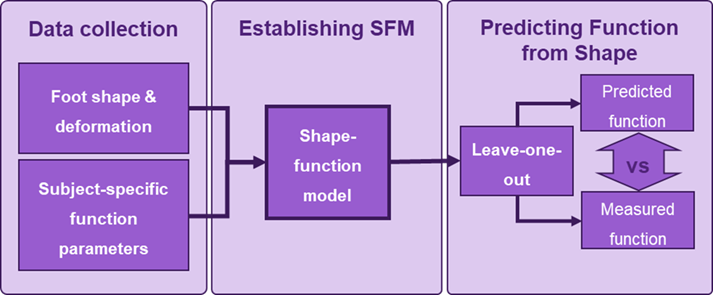 Data collection
Foot shape &
deformation
Subject-specific
function
parameters
Establishing SFM
Shape-
function
model
Predicting Function
from Shape
Leave-one-
out
Predicted
function
vs
Measured
function